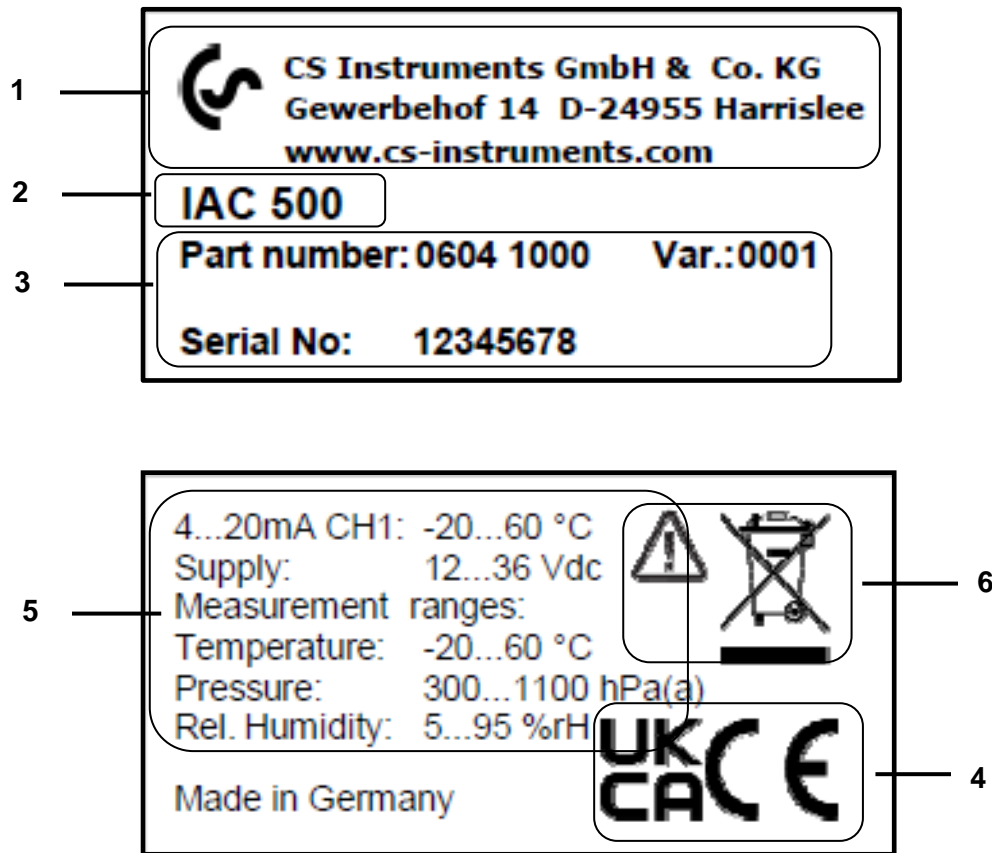 1
CS Instruments GmbH & Co. KG
Gewerbehof 14 D-24955 Harrislee
www.cs-instruments.com
2
IAC 500
3
Part number: 0604 1000 Var.:0001
Serial No: 12345678
5
4...20mA CH1: -20...60 °C
Supply: 12...36 Vdc
Measurement ranges:
Temperature: -20...60 °C
Pressure: 300...1100 hPa(a)
Rel. Humidity: 5...95 %rH
Made in Germany
6
UK
CA CE
4